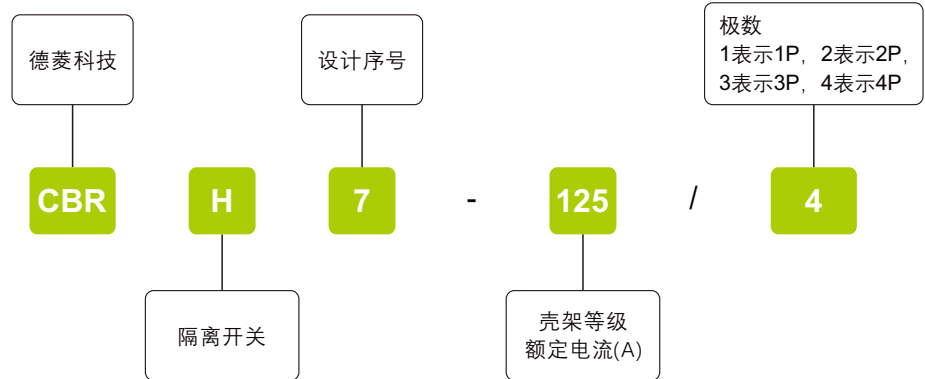 德菱科技
设计序号
极数
1表示1P，2表示2P，
3表示3P，4表示4P
CBR H 7 - 125 / 4
隔离开关
壳架等级
额定电流(A)